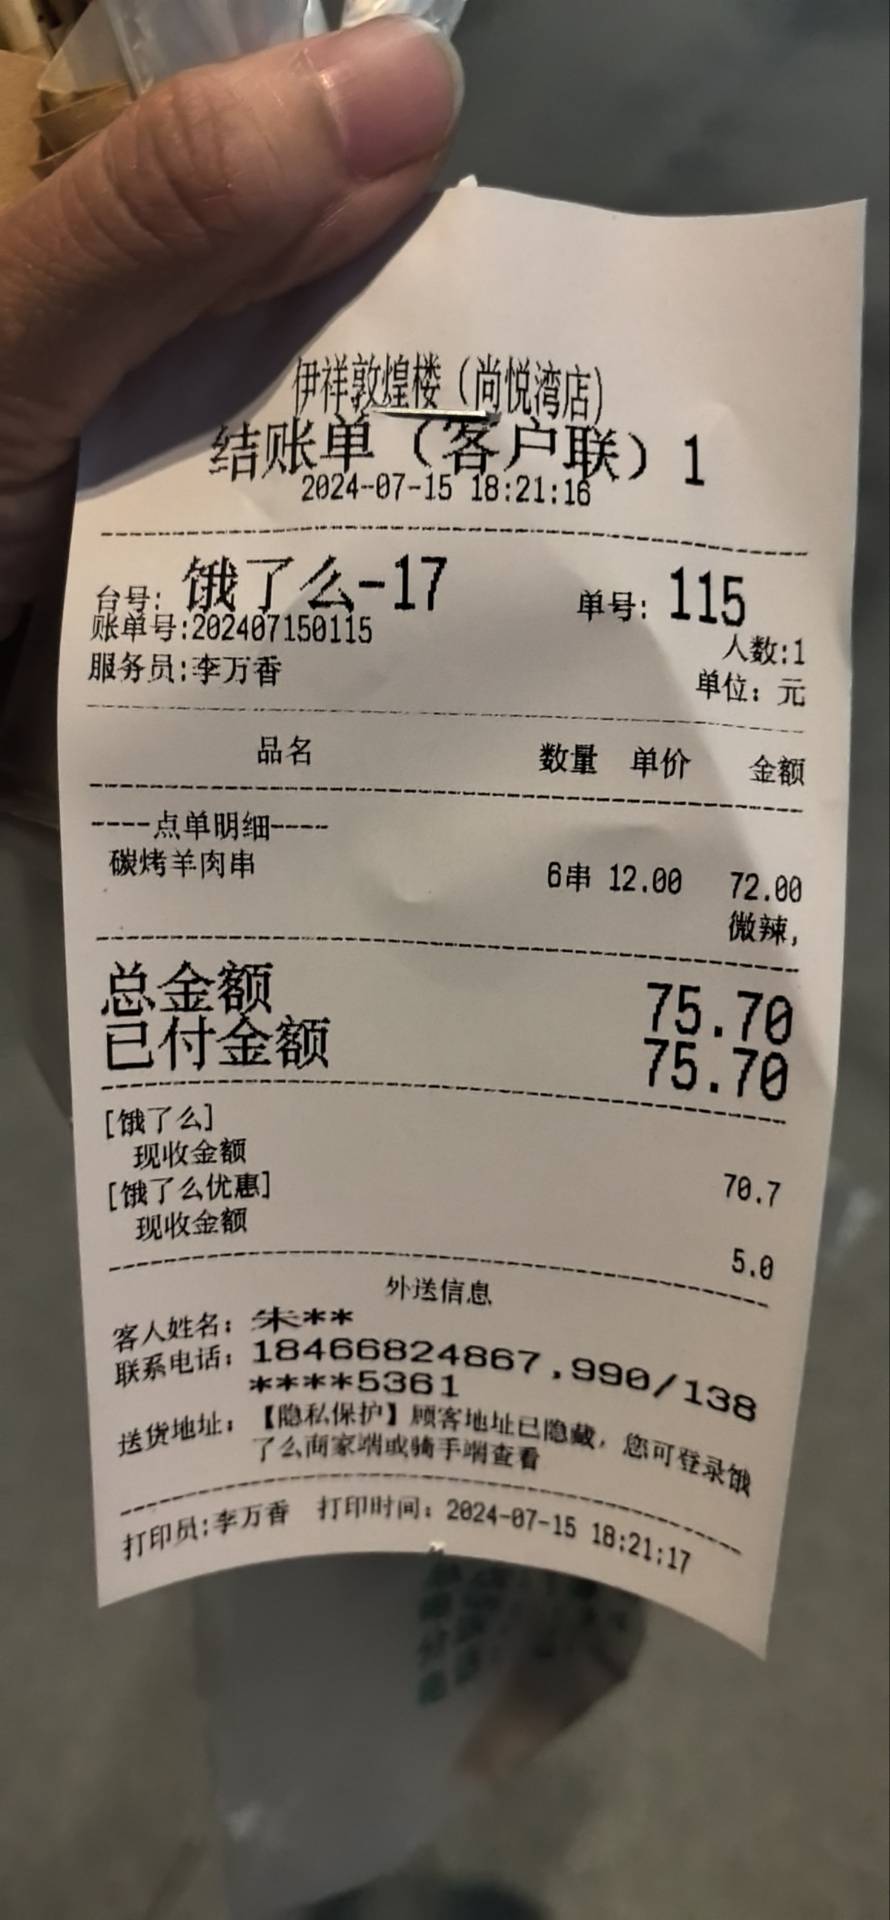 伊祥敦煌楼（尚悦湾店）
结账单（客户联）1
2024-07-15 18:21:16
台号: 饿了么-17 单号: 115
账单号:202407150115
人数:1
服务员:李万香
单位: 元
品名 数量 单价 金额
----点单明细----
碳烤羊肉串 6串 12.00 72.00
微辣,
总金额 75.70
已付金额 75.70
[饿了么]
现收金额 70.7
[饿了么优惠]
现收金额 5.0
外送信息
客人姓名: 朱**
联系电话: 18466824867,990/138
****5361
送货地址: 【隐私保护】顾客地址已隐藏, 您可登录饿
了么商家端或骑手端查看
打印员:李万香 打印时间: 2024-07-15 18:21:17